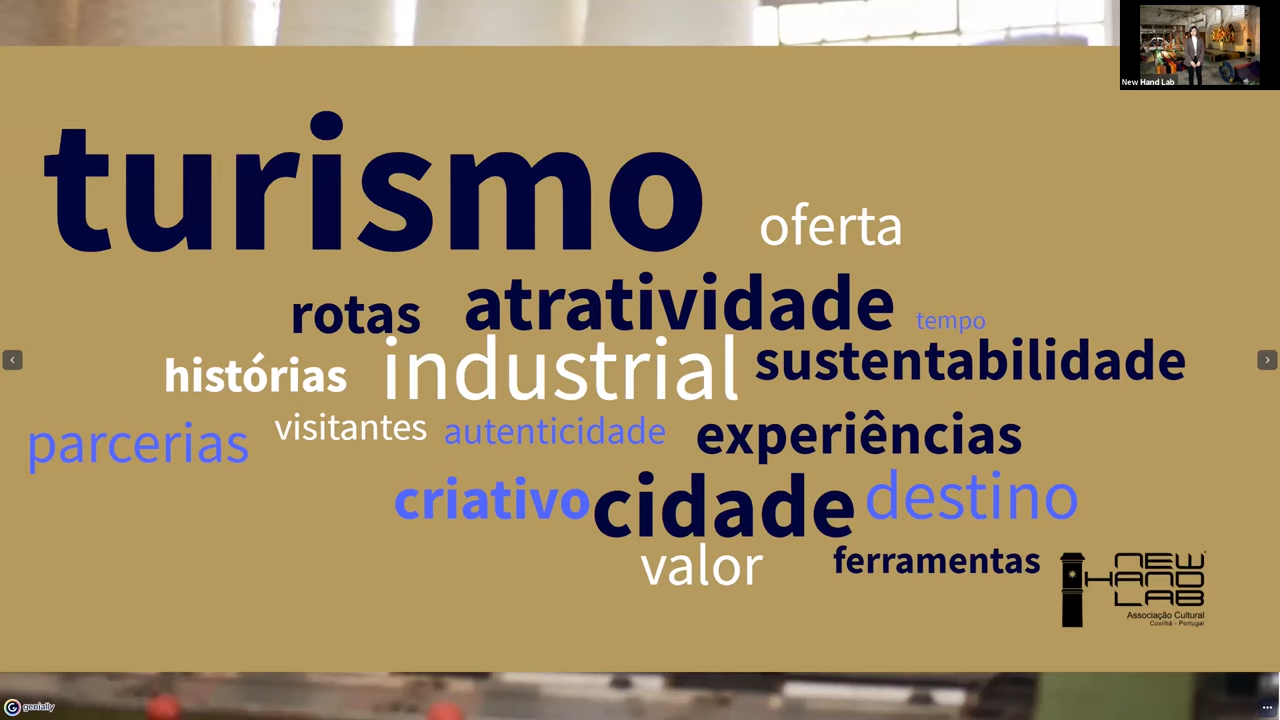 New Hand Lab
turismo
oferta
rotas atratividade tempo
histórias industrial sustentabilidade
parcerias visitantes autenticidade experiências
criativo cidade destino
valor ferramentas
NEW
HAND
LAB
Associação Cultural
Covilhã - Portugal
genially